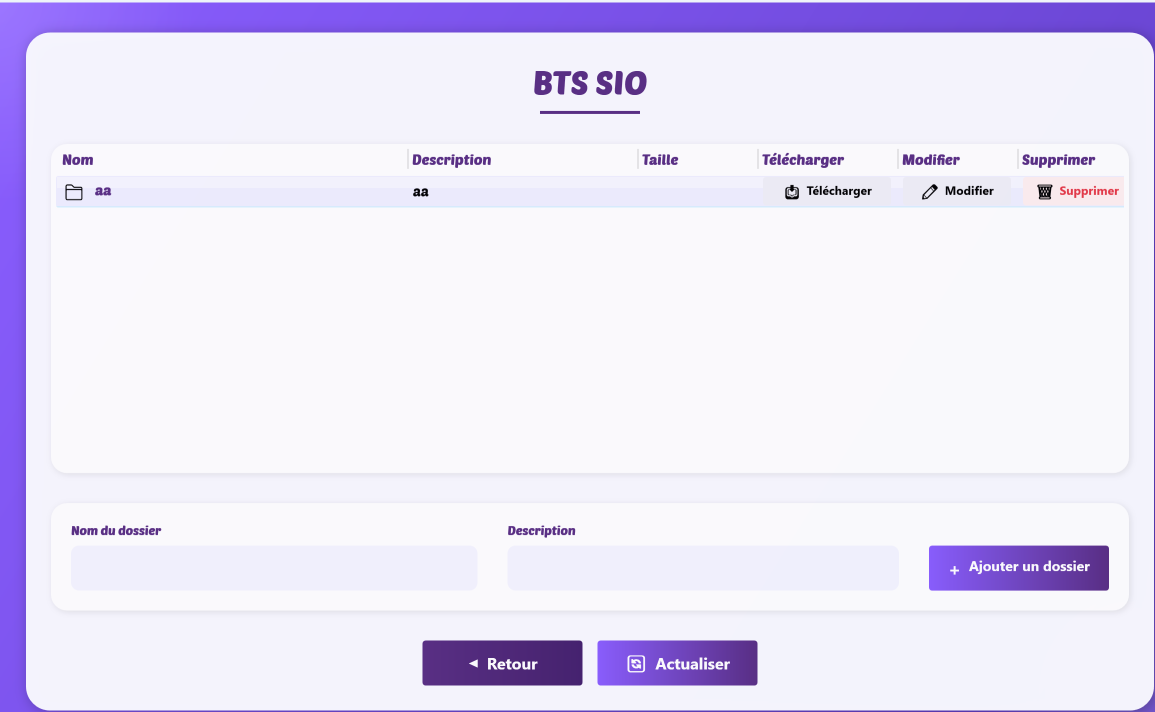 BTS SIO
Nom Description Taille Télécharger Modifier Supprimer
aa aa Télécharger Modifier Supprimer
Nom du dossier Description
+ Ajouter un dossier
Retour Actualiser